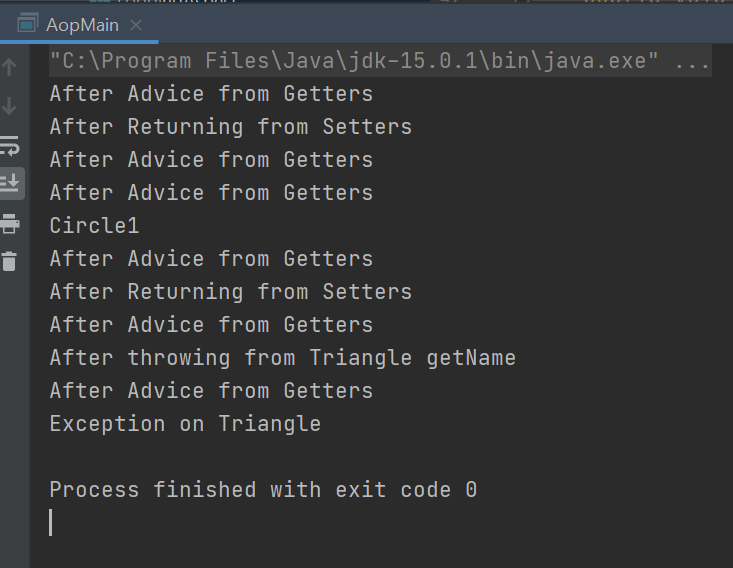 AopMain
"C:\Program Files\Java\jdk-15.0.1\bin\java.exe" ...
After Advice from Getters
After Returning from Setters
After Advice from Getters
After Advice from Getters
Circle1
After Advice from Getters
After Returning from Setters
After Advice from Getters
After throwing from Triangle getName
After Advice from Getters
Exception on Triangle
Process finished with exit code 0